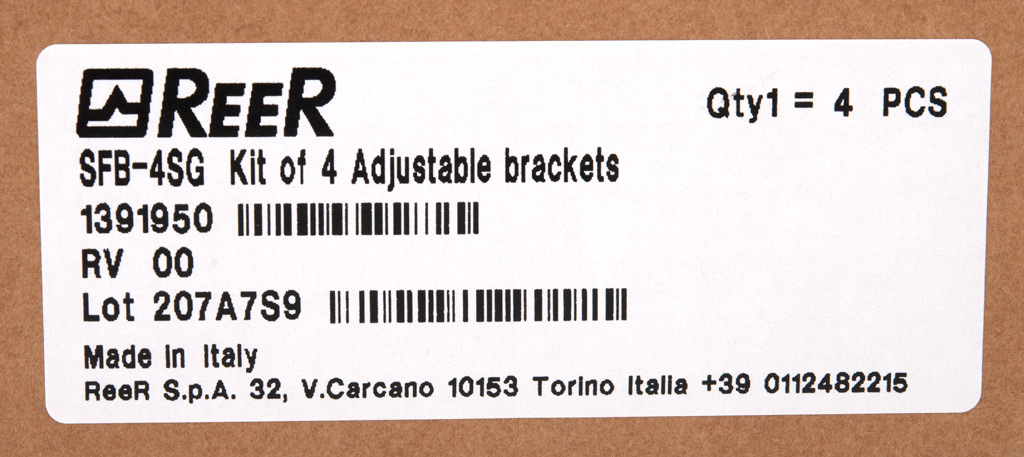 REER
Qty1 = 4 PCS
SFB-4SG Kit of 4 Adjustable brackets
1391950
RV 00
Lot 207A7S9
Made in Italy
ReeR S.p.A. 32, V.Carcano 10153 Torino Italia +39 0112482215